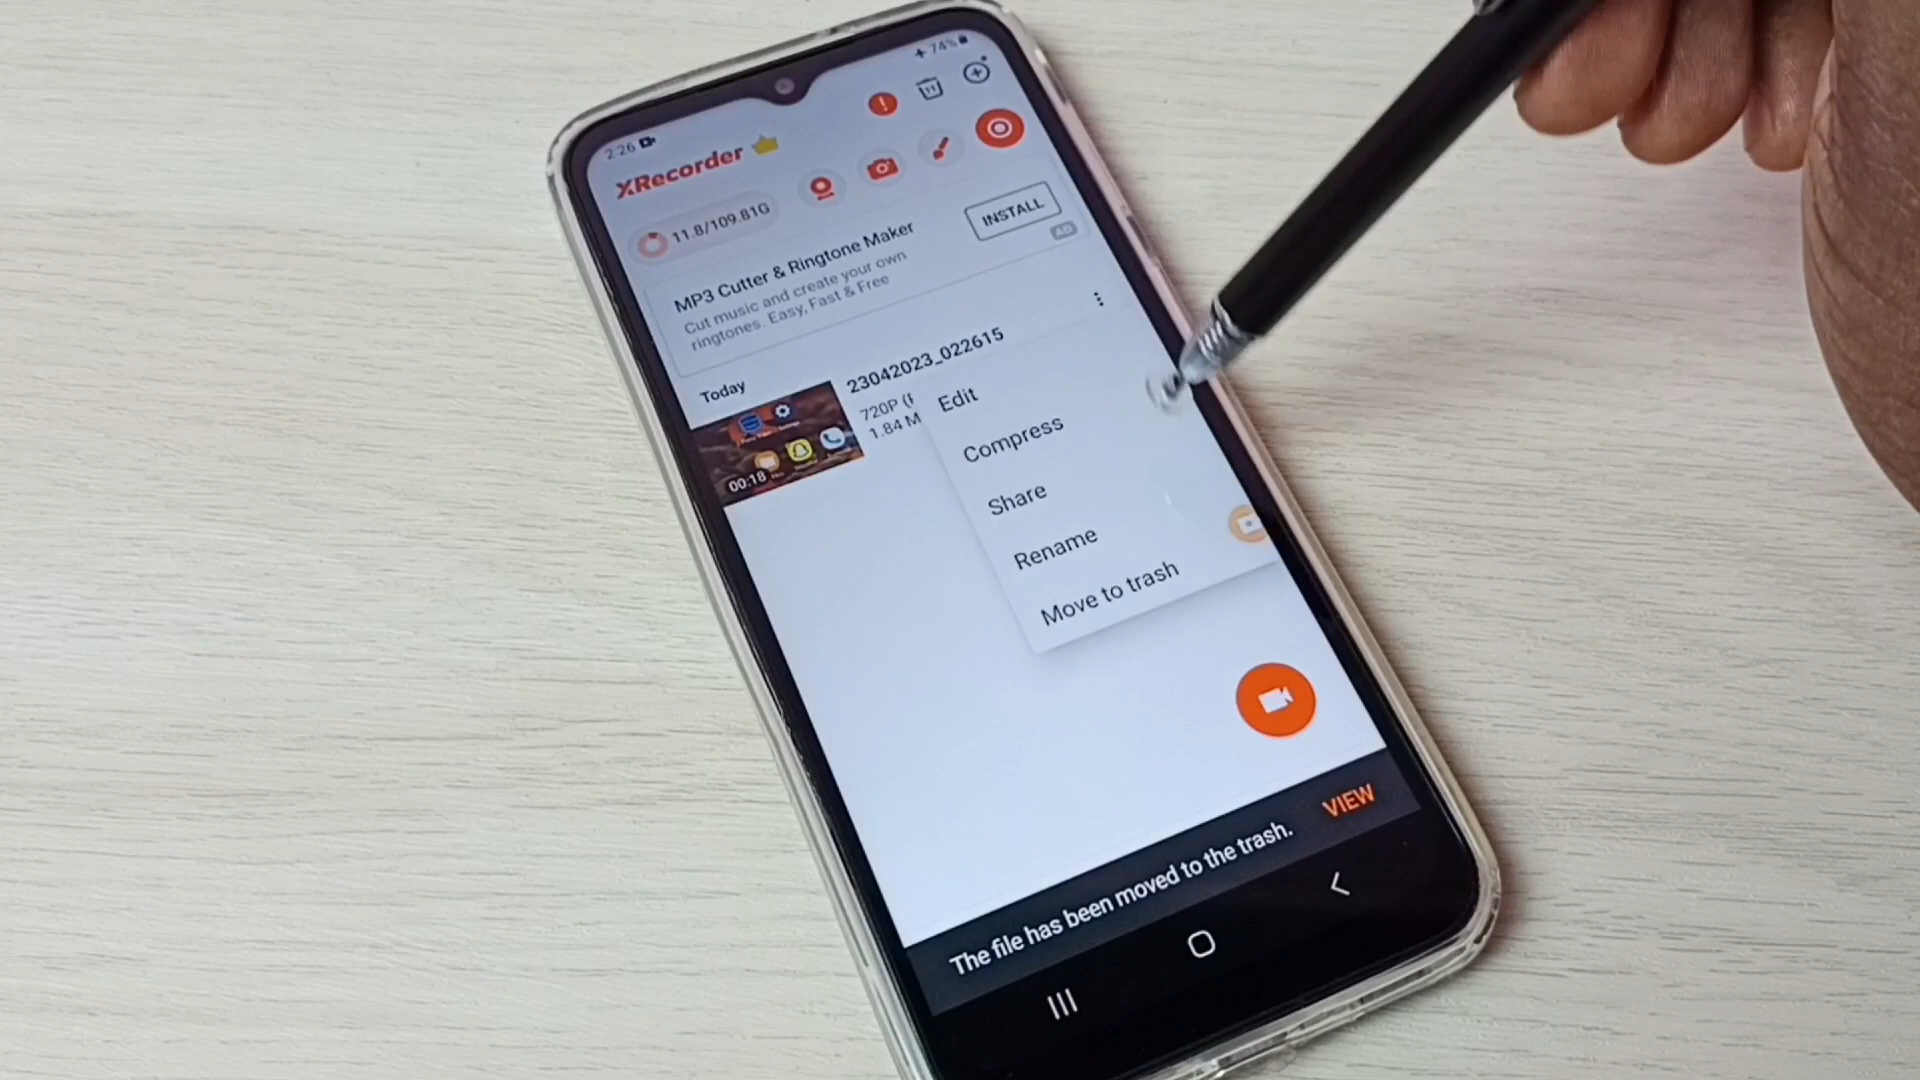 2:26
74%
XRecorder
11.8/109.81G
MP3 Cutter & Ringtone Maker
Cut music and create your own
ringtones. Easy, Fast & Free
INSTALL
AD
Today
23042023_022615
720P (f
1.84 M
00:18
Edit
Compress
Share
Rename
Move to trash
The file has been moved to the trash.
VIEW